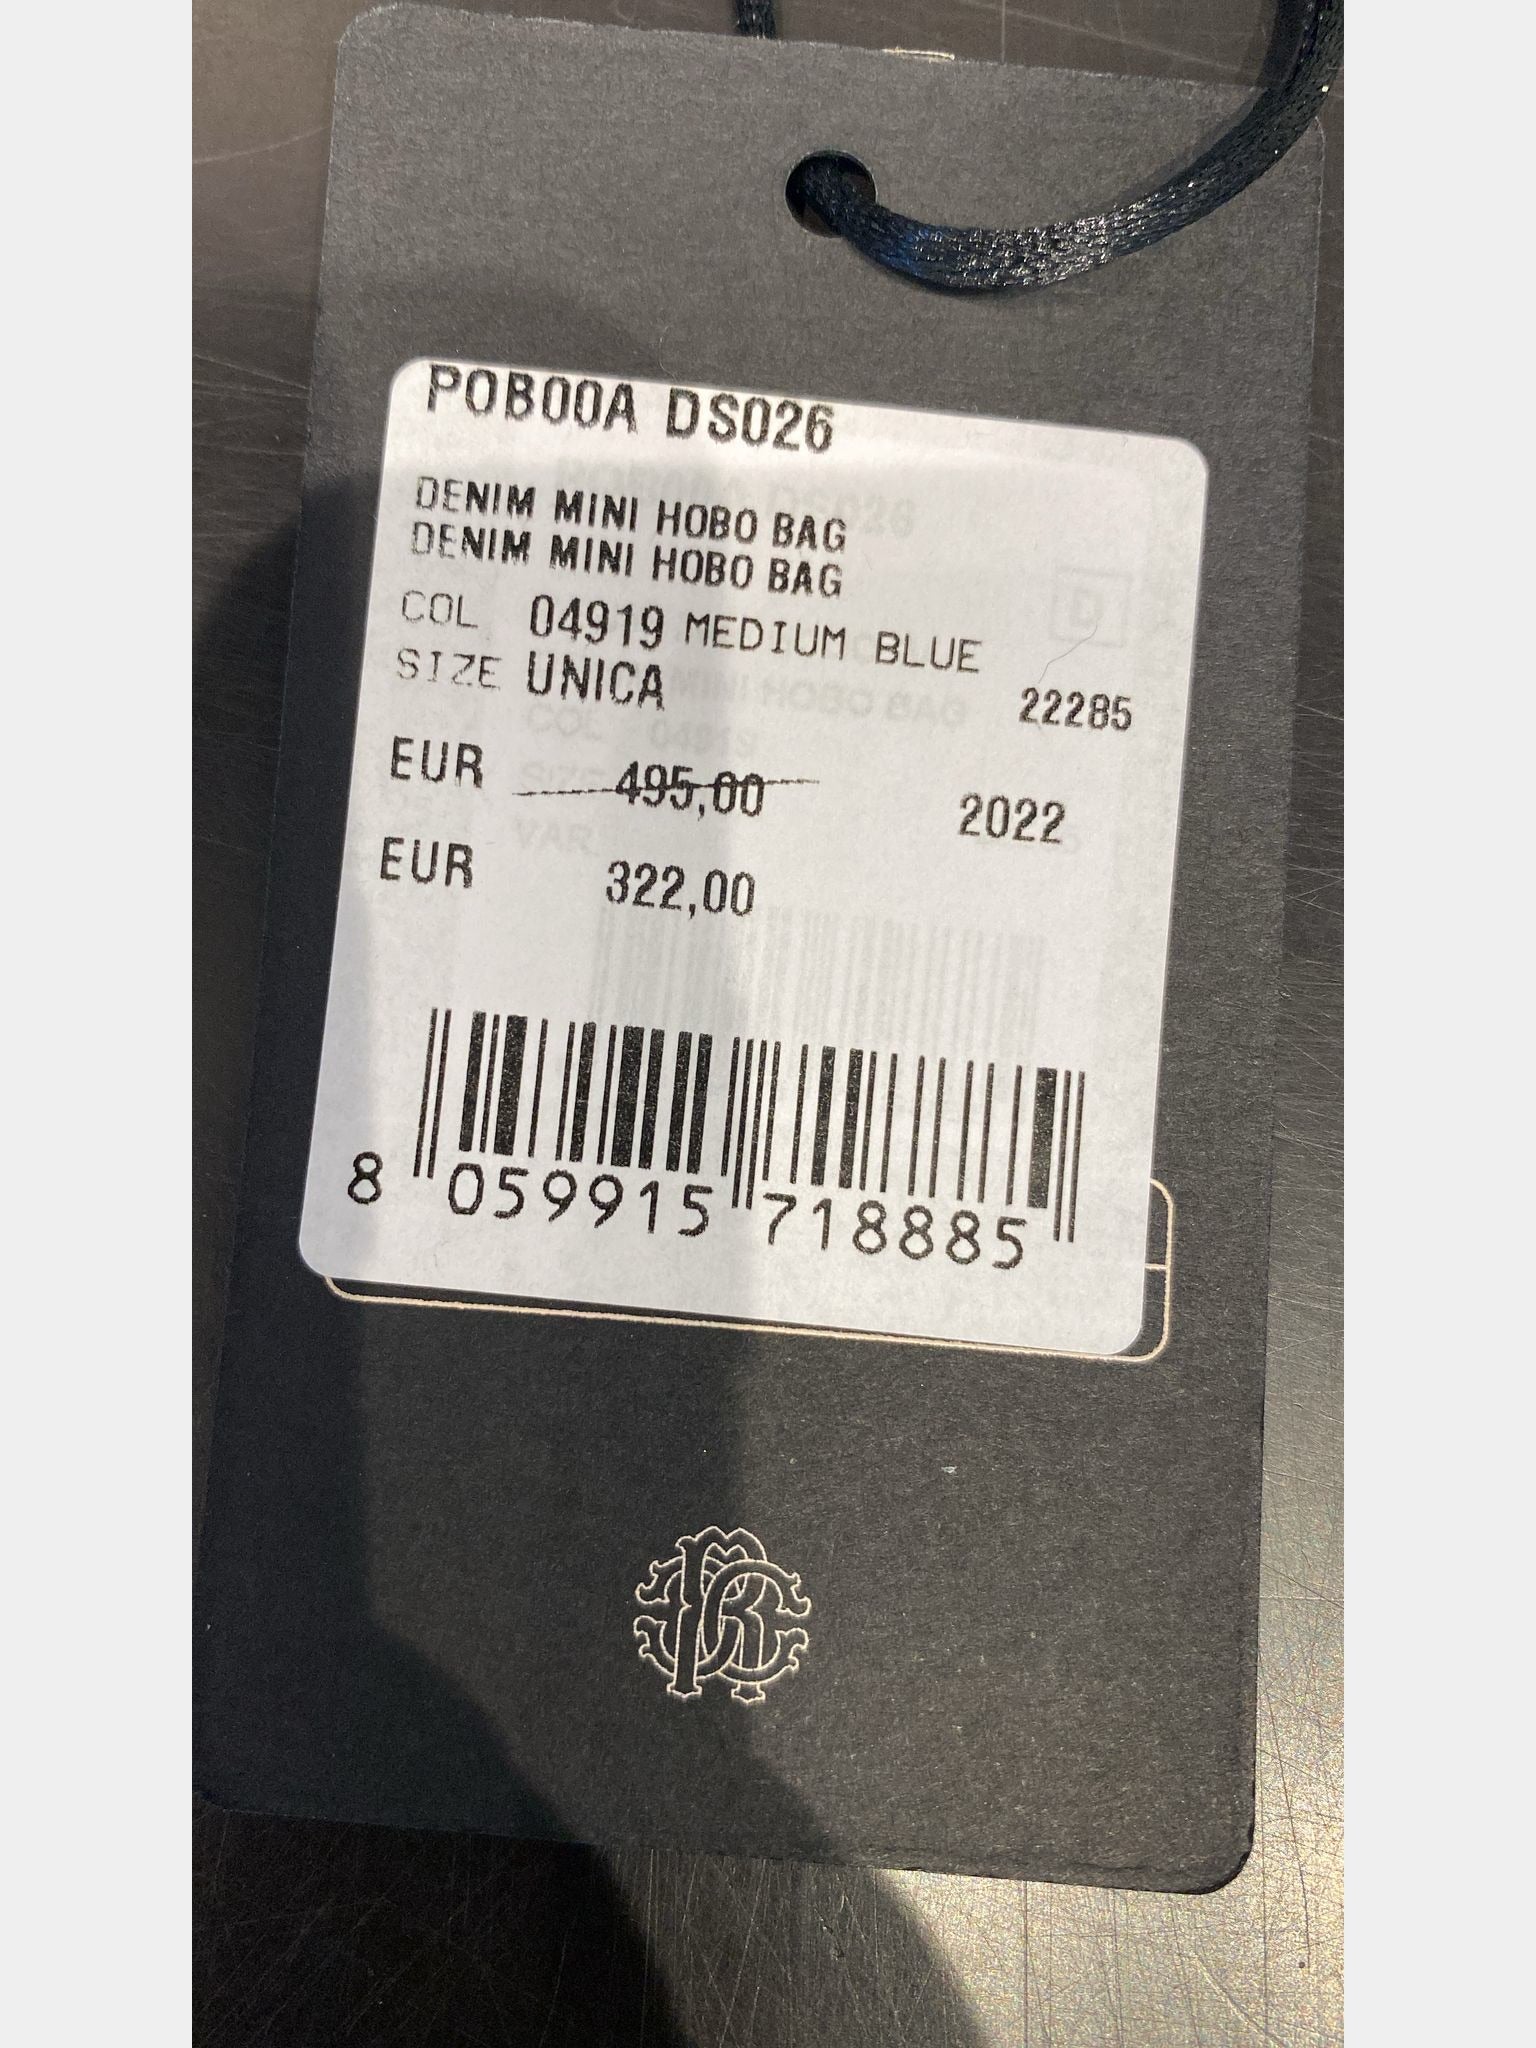 P0B00A DS026
DENIM MINI HOBO BAG
DENIM MINI HOBO BAG
COL 04919 MEDIUM BLUE
SIZE UNICA 22285
EUR 495,00 2022
EUR 322,00
8 059915 718885